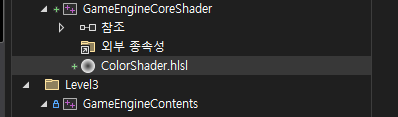 GameEngineCoreShader
참조
외부 종속성
ColorShader.hlsl
Level3
GameEngineContents